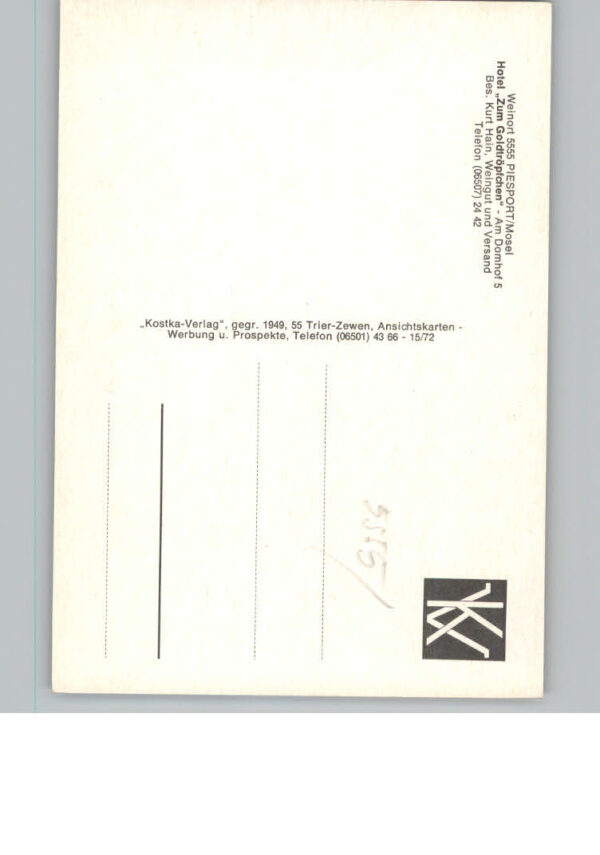 Weinort 5555 PIESPORT/Mosel
Hotel „Zum Goldtröpfchen" - Am Domhof 5
Bes. Kurt Hain, Weingut und Versand
Telefon (06507) 24 42
„Kostka-Verlag", gegr. 1949, 55 Trier-Zewen, Ansichtskarten -
Werbung u. Prospekte, Telefon (06501) 43 66 - 15/72